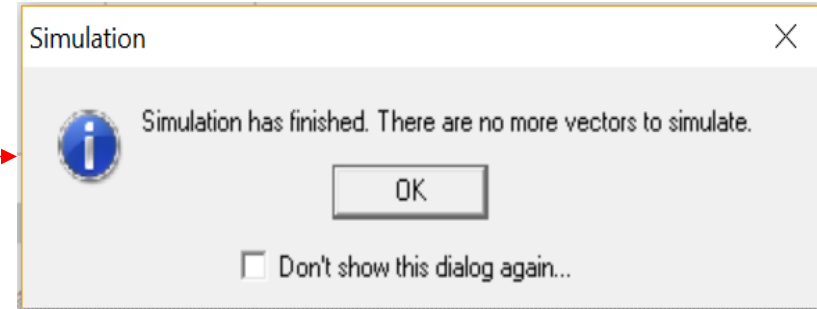 Simulation
Simulation has finished. There are no more vectors to simulate.
OK
Don't show this dialog again...